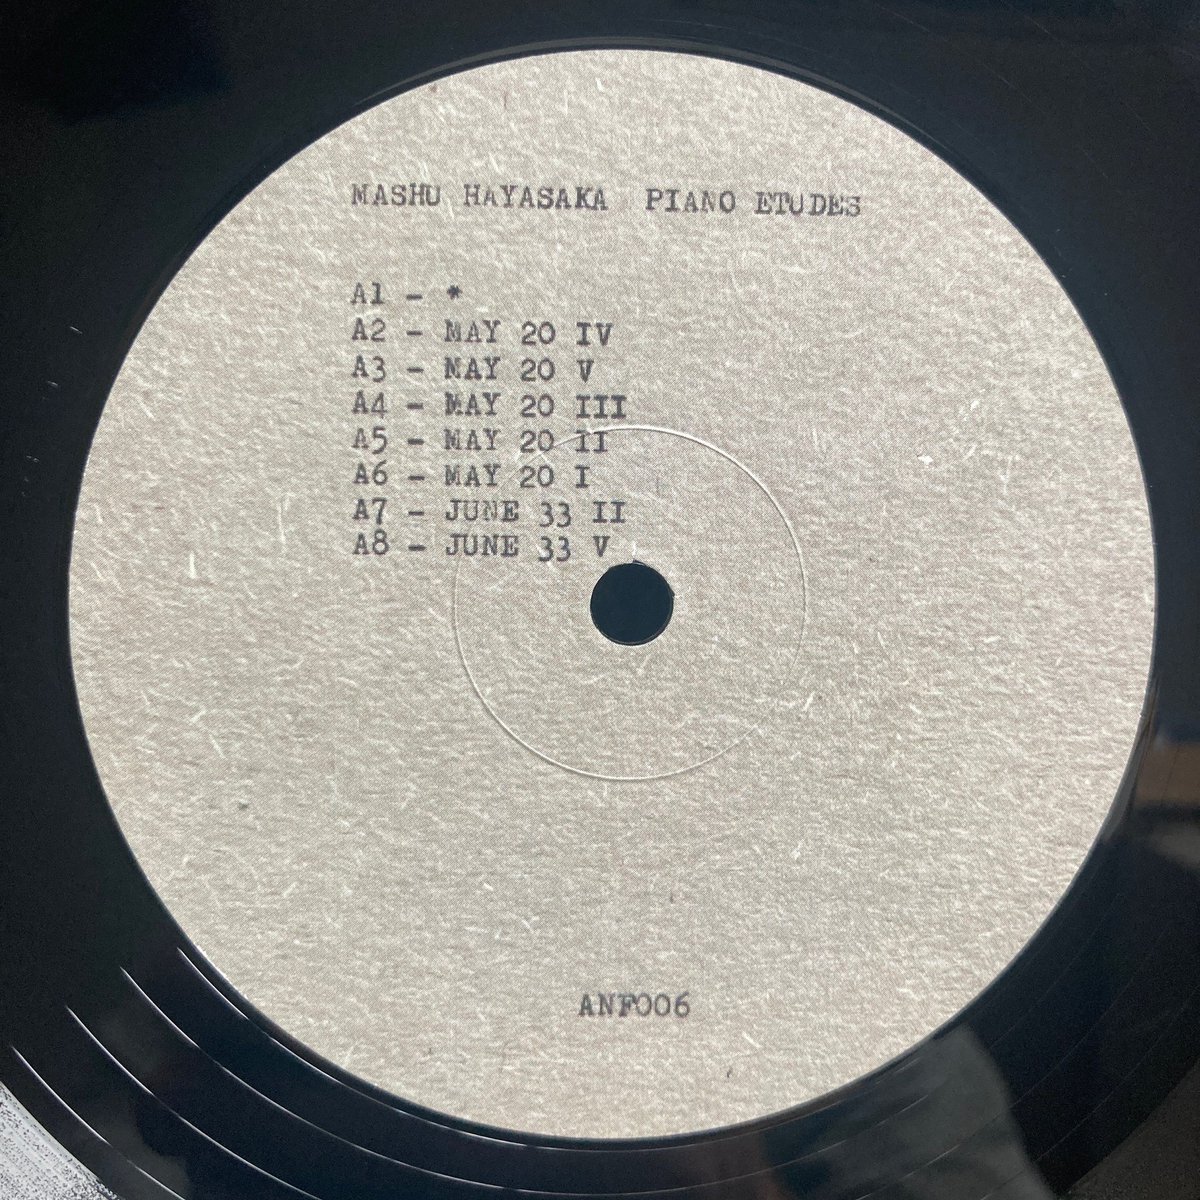 MASHU HAYASAKA PIANO ETUDES
A1 - *
A2 - MAY 20 IV
A3 - MAY 20 V
A4 - MAY 20 III
A5 - MAY 20 II
A6 - MAY 20 I
A7 - JUNE 33 II
A8 - JUNE 33 V
ANF006